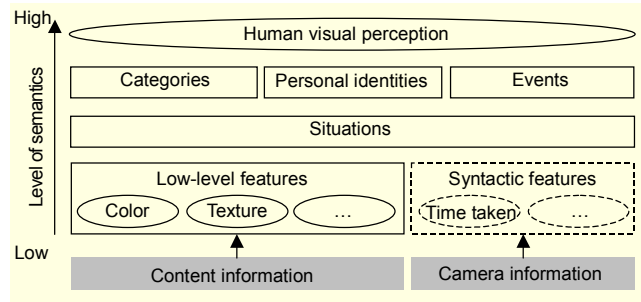 High
Human visual perception
Categories Personal identities Events
Level of semantics
Situations
Low-level features Syntactic features
Color Texture ... Time taken ...
Low
Content information Camera information